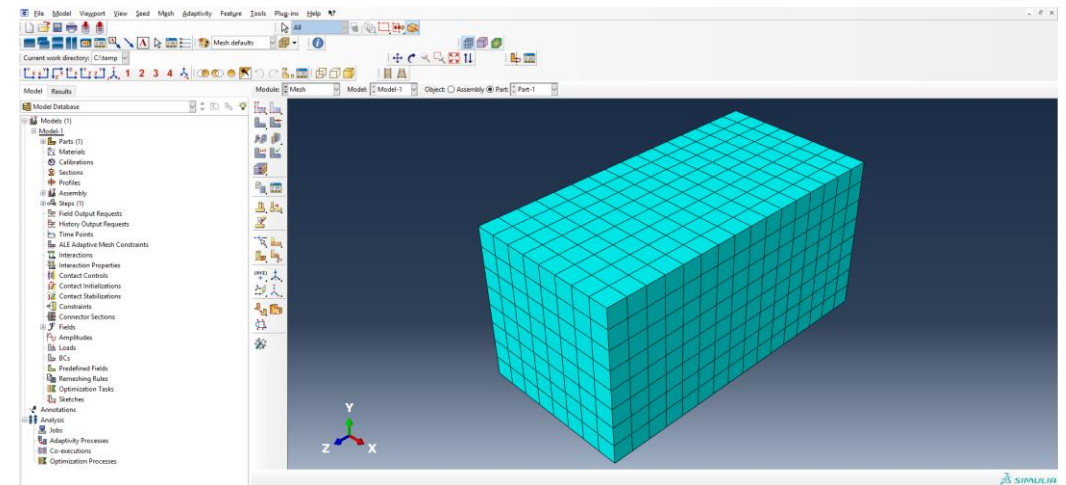 File Model Viewport View Seed Mesh Adaptivity Feature Tools Plug-ins Help
All
A Mesh defaults
Current work directory: C:\temp
1 2 3 4
Model Results
Module: Mesh Model: Model-1 Object: Assembly Part: Part-1
Model Database
Models (1)
Model-1
Parts (1)
Materials
Calibrations
Sections
Profiles
Assembly
Steps (1)
Field Output Requests
History Output Requests
Time Points
ALE Adaptive Mesh Constraints
Interactions
Interaction Properties
Contact Controls
Contact Initializations
Contact Stabilizations
Constraints
Connector Sections
Fields
Amplitudes
Loads
BCs
Predefined Fields
Remeshing Rules
Optimization Tasks
Sketches
Annotations
Analysis
Jobs
Adaptivity Processes
Co-executions
Optimization Processes
Y
Z X
SIMULIA